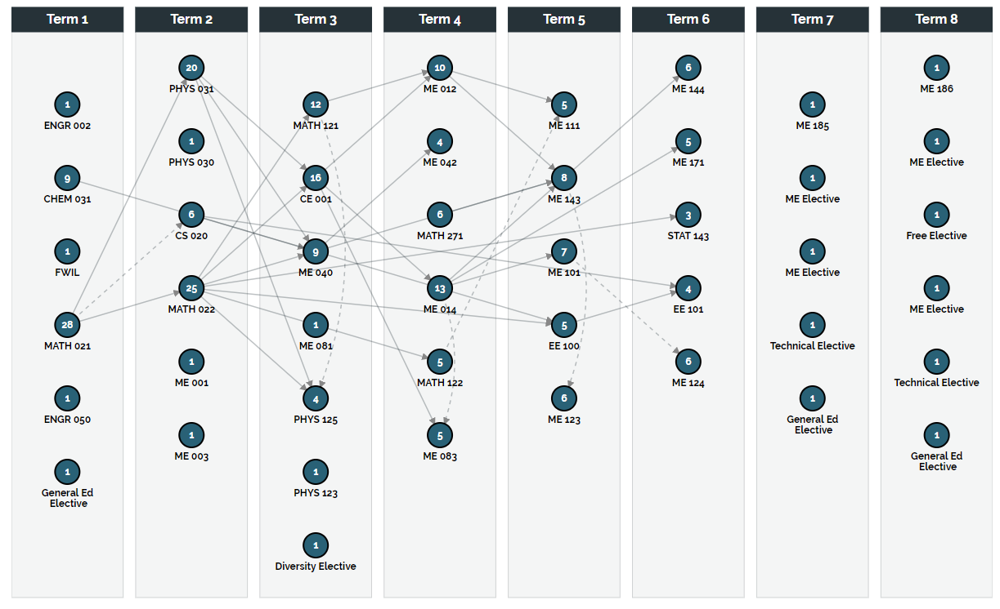 Term 1
Term 2
Term 3
Term 4
Term 5
Term 6
Term 7
Term 8
1
ENGR 002
9
CHEM 031
1
FWIL
28
MATH 021
1
ENGR 050
1
General Ed
Elective
20
PHYS 031
1
PHYS 030
6
CS 020
25
MATH 022
1
ME 001
1
ME 003
12
MATH 121
16
CE 001
9
ME 040
1
ME 081
4
PHYS 125
1
PHYS 123
1
Diversity Elective
10
ME 012
4
ME 042
6
MATH 271
13
ME 014
5
MATH 122
5
ME 083
5
ME 111
8
ME 143
7
ME 101
5
EE 100
6
ME 123
6
ME 144
5
ME 171
3
STAT 143
4
EE 101
6
ME 124
1
ME 185
1
ME Elective
1
ME Elective
1
Technical Elective
1
General Ed
Elective
1
ME 186
1
ME Elective
1
Free Elective
1
ME Elective
1
Technical Elective
1
General Ed
Elective